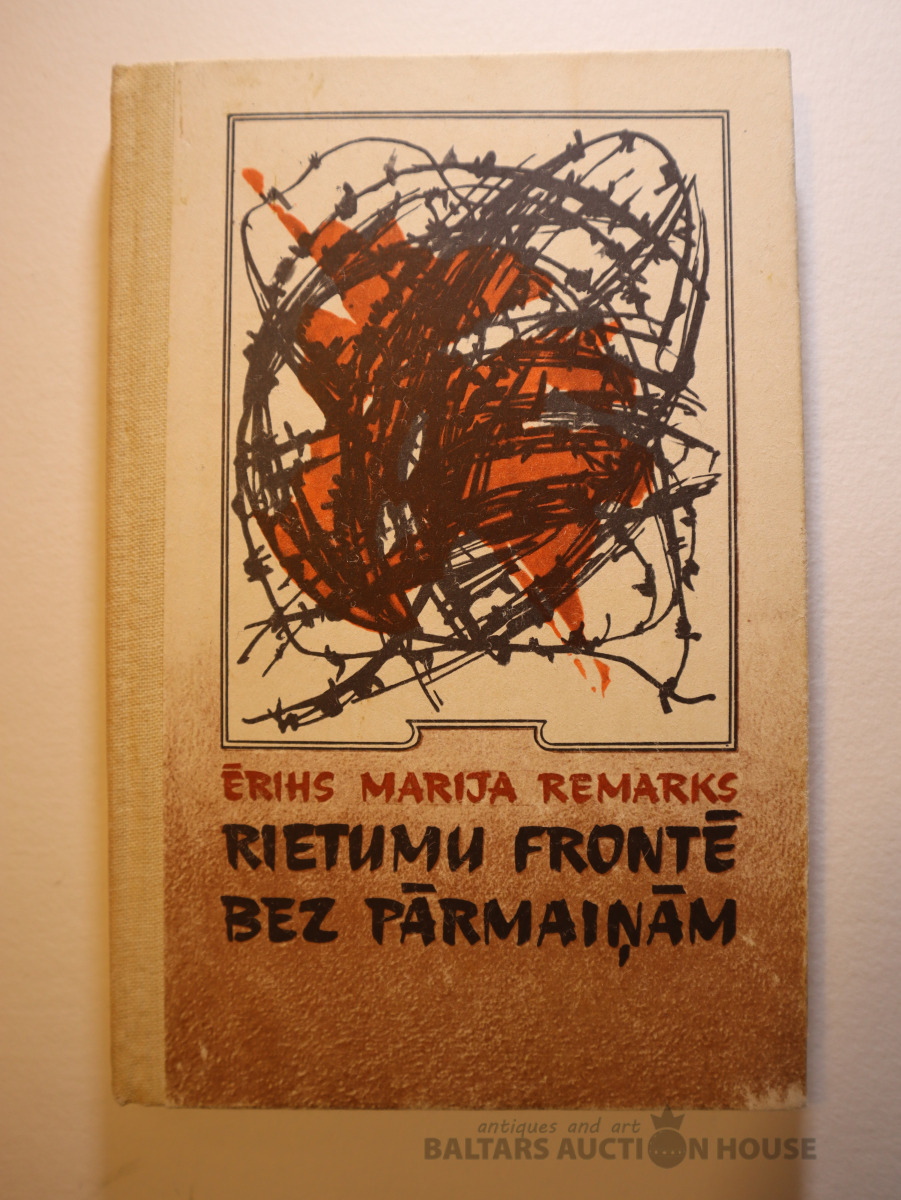 ĒRIHS MARIJA REMARKS
RIETUMU FRONTĒ
BEZ PĀRMAIŅĀM
antiques and art
BALTARS AUCTION HOUSE